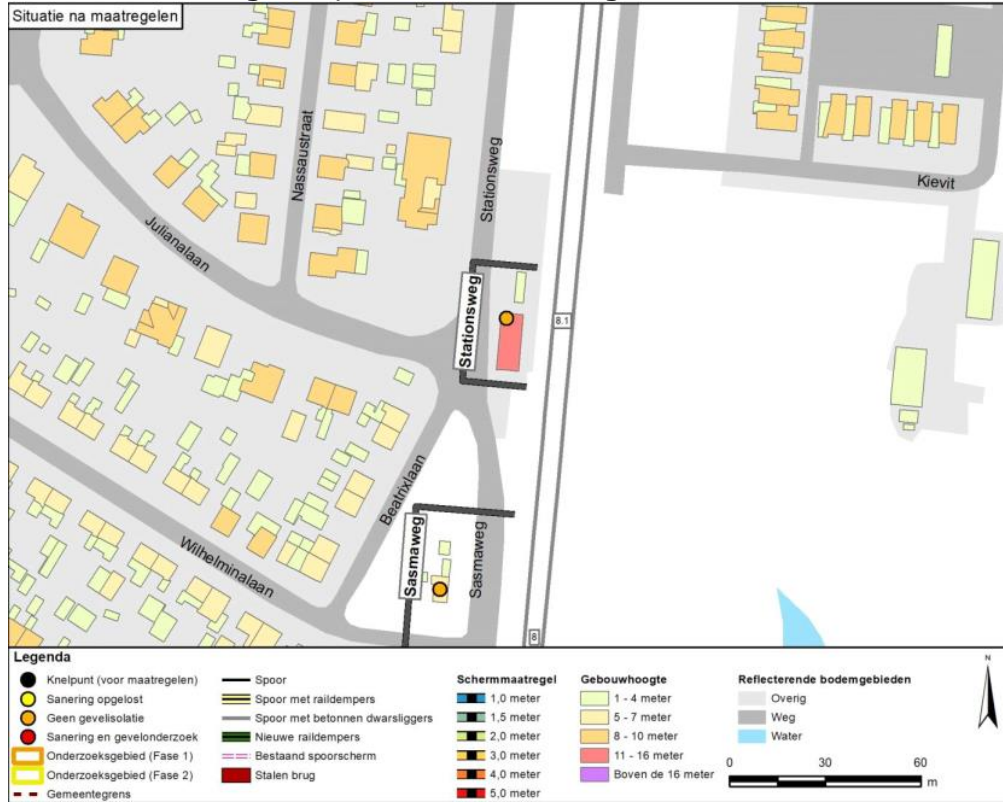 Situatie na maatregelen
Nassaustraat
Stationsweg
Kievit
Julianalaan
Stationsweg
8.1
Beatrixlaan
Sasmaweg
Sasmaweg
Wilhelminalaan
8
Legenda
Knelpunt (voor maatregelen)
Sanering opgelost
Geen gevelisolatie
Sanering en gevelonderzoek
Onderzoeksgebied (Fase 1)
Onderzoeksgebied (Fase 2)
Gemeentegrens
Spoor
Spoor met raildempers
Spoor met betonnen dwarsliggers
Nieuwe raildempers
Bestaand spoorscherm
Stalen brug
Schermmaatregel
1,0 meter
1,5 meter
2,0 meter
3,0 meter
4,0 meter
5,0 meter
Gebouwhoogte
1 - 4 meter
5 - 7 meter
8 - 10 meter
11 - 16 meter
Boven de 16 meter
Reflecterende bodemgebieden
Overig
Weg
Water
N
0 30 60
m